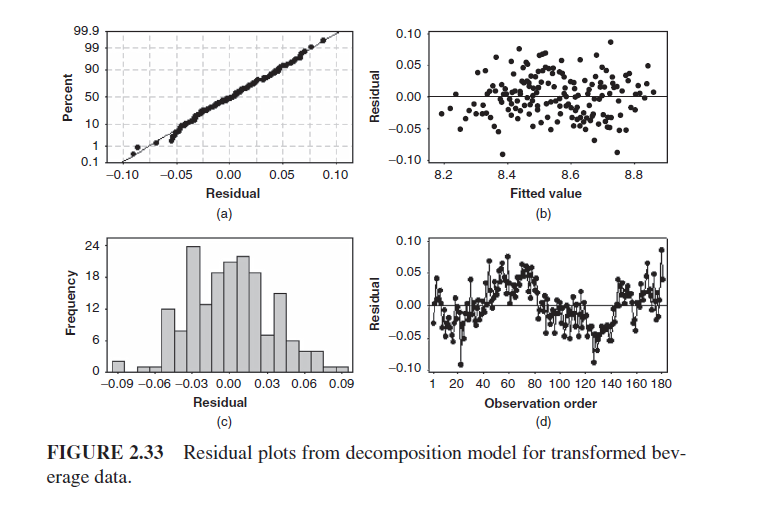 99.9
99
90
50
10
1
0.1
Percent
−0.10 −0.05 0.00 0.05 0.10
Residual
(a)
0.10
0.05
0.00
−0.05
−0.10
Residual
8.2 8.4 8.6 8.8
Fitted value
(b)
24
18
12
6
0
Frequency
−0.09 −0.06 −0.03 0.00 0.03 0.06 0.09
Residual
(c)
0.10
0.05
0.00
−0.05
−0.10
Residual
1 20 40 60 80 100 120 140 160 180
Observation order
(d)
FIGURE 2.33 Residual plots from decomposition model for transformed bev-
erage data.